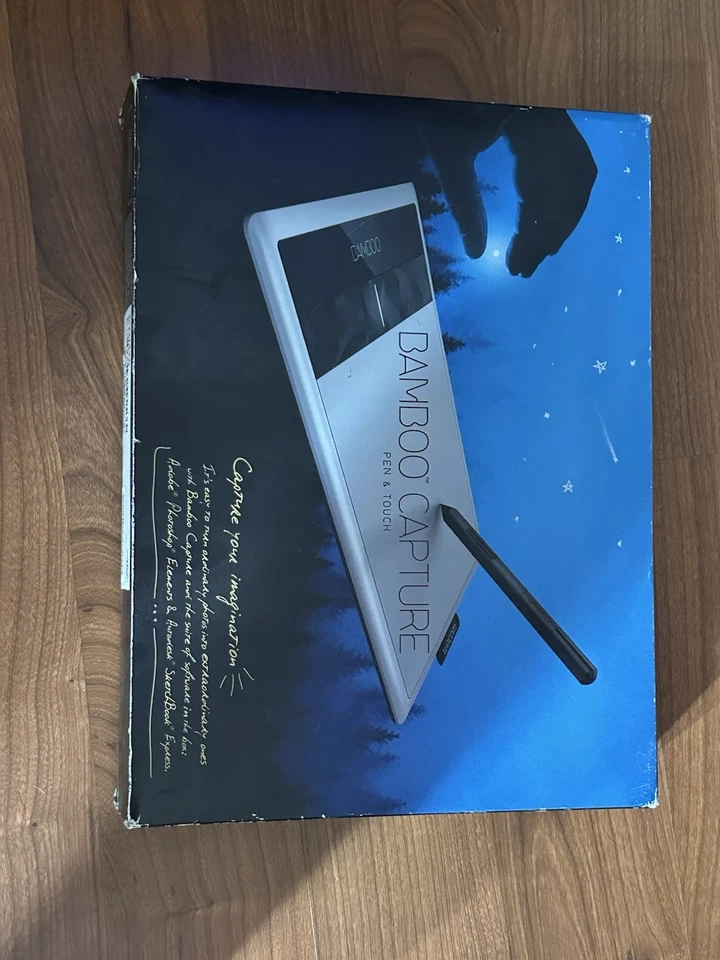 BAMBOO
BAMBOO™ CAPTURE
PEN & TOUCH
Capture your imagination
It's easy to turn ordinary photos into extraordinary ones
with Bamboo Capture and the suite of software in the box:
Adobe® Photoshop® Elements & Autodesk® SketchBook® Express.